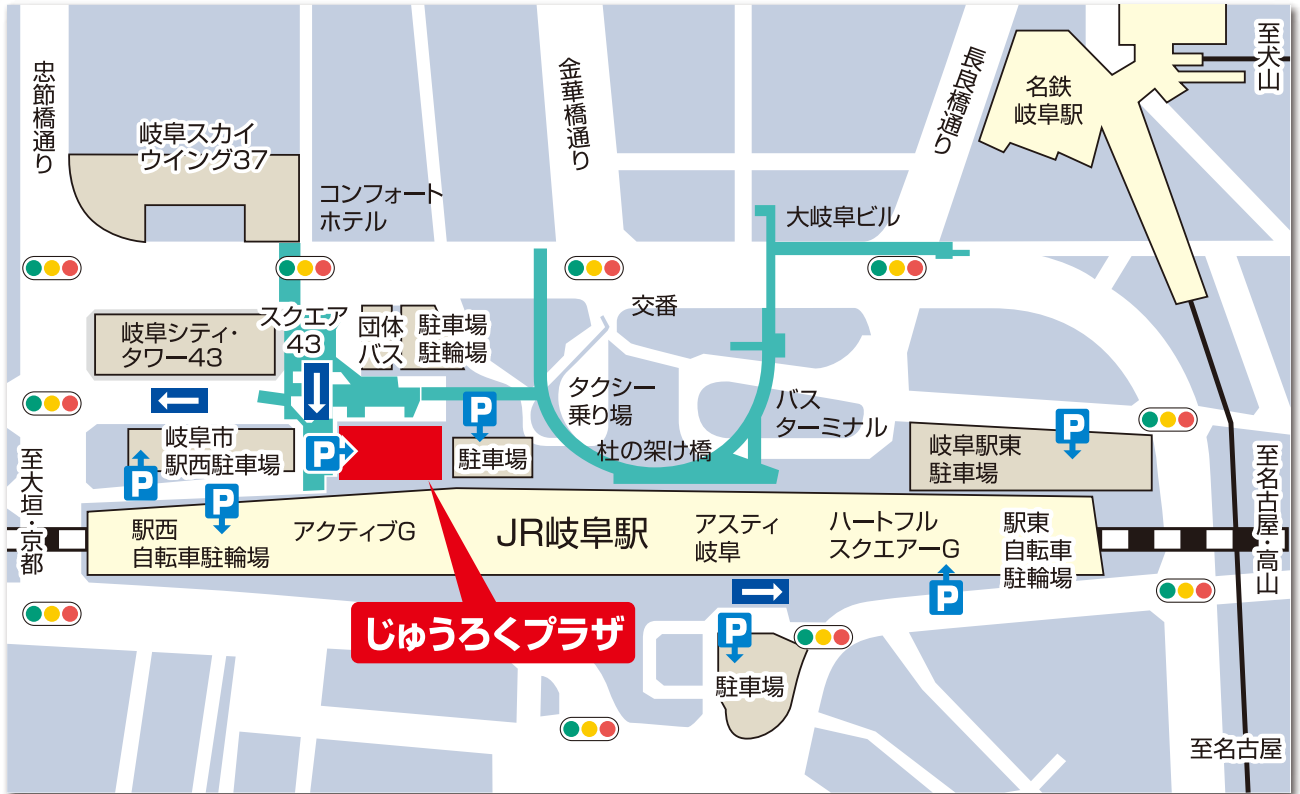 忠節橋通り
金華橋通り
長良橋通り
名鉄
岐阜駅
至犬山
岐阜スカイ
ウイング37
コンフォート
ホテル
大岐阜ビル
岐阜シティ・
タワー43
スクエア
43
団体
バス
駐車場
駐輪場
交番
タクシー
乗り場
バス
ターミナル
杜の架け橋
岐阜市
駅西駐車場
P
P
P
駐車場
P
岐阜駅東
駐車場
P
至大垣・京都
至名古屋・高山
駅西
自転車駐輪場
アクティブG
JR岐阜駅
アスティ
岐阜
ハートフル
スクエアーG
駅東
自転車
駐輪場
P
じゅうろくプラザ
P
駐車場
至名古屋